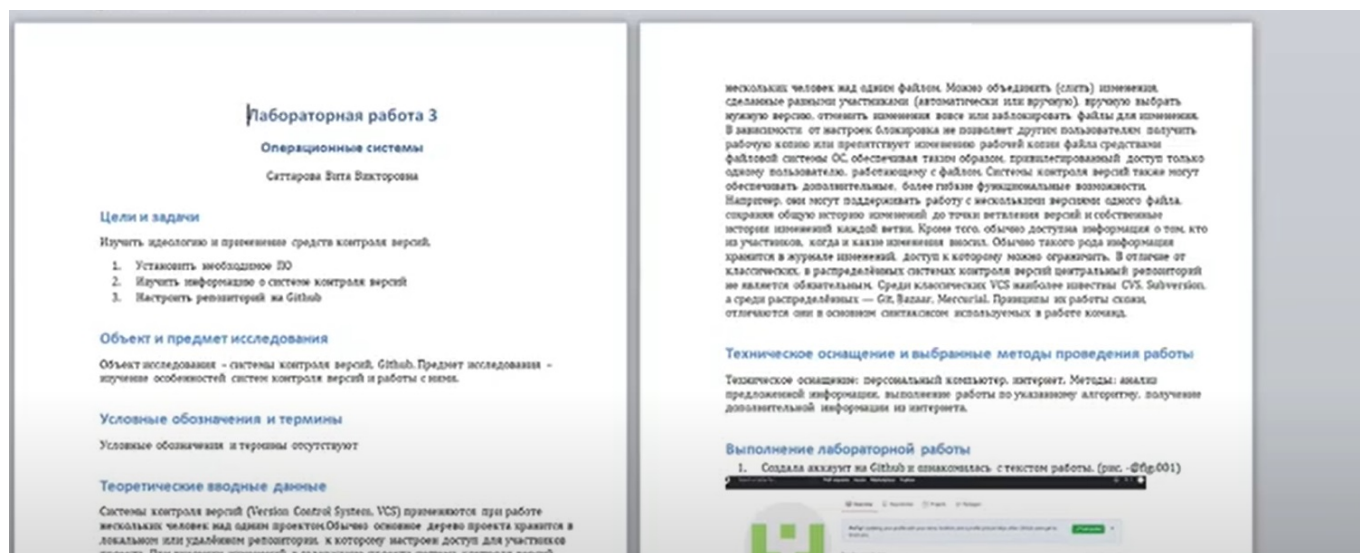 Лабораторная работа 3
Операционные системы
Саттарова Вита Викторовна
Цели и задачи
Изучить идеологию и применение средств контроля версий.
1. Установить необходимое ПО
2. Изучить информацию о системе контроля версий
3. Настроить репозиторий на Github
Объект и предмет исследования
Объект исследования – системы контроля версий, Github.Предмет исследования –
изучение особенностей систем контроля версий и работы с ними.
Условные обозначения и термины
Условные обозначения и термины отсутствуют
Теоретические вводные данные
Системы контроля версий (Version Control System, VCS) применяются при работе
нескольких человек над одним проектом.Обычно основное дерево проекта хранится в
локальном или удалённом репозитории, к которому настроен доступ для участников
нескольких человек над одним файлом. Можно объединить (слить) изменения,
сделанные разными участниками (автоматически или вручную), вручную выбрать
нужную версию, отменить изменения вовсе или заблокировать файлы для изменения.
В зависимости от настроек блокировка не позволяет другим пользователям получить
рабочую копию или препятствует изменению рабочей копии файла средствами
файловой системы ОС, обеспечивая таким образом, привилегированный доступ только
одному пользователю, работающему с файлом. Системы контроля версий также могут
обеспечивать дополнительные, более гибкие функциональные возможности.
Например, они могут поддерживать работу с несколькими версиями одного файла,
сохраняя общую историю изменений до точки ветвления версий и собственные
истории изменений каждой ветви. Кроме того, обычно доступна информация о том, кто
из участников, когда и какие изменения вносил. Обычно такого рода информация
хранится в журнале изменений, доступ к которому можно ограничить. В отличие от
классических, в распределённых системах контроля версий центральный репозиторий
не является обязательным. Среди классических VCS наиболее известны CVS, Subversion,
а среди распределённых — Git, Bazaar, Mercurial. Принципы их работы схожи,
отличаются они в основном синтаксисом используемых в работе команд.
Техническое оснащение и выбранные методы проведения работы
Техническое оснащение: персональный компьютер, интернет. Методы: анализ
предложенной информации, выполнение работы по указанному алгоритму, получение
дополнительной информации из интернета.
Выполнение лабораторной работы
1. Создала аккаунт на Github и ознакомилась с текстом работы. (рис. -@fig:001)